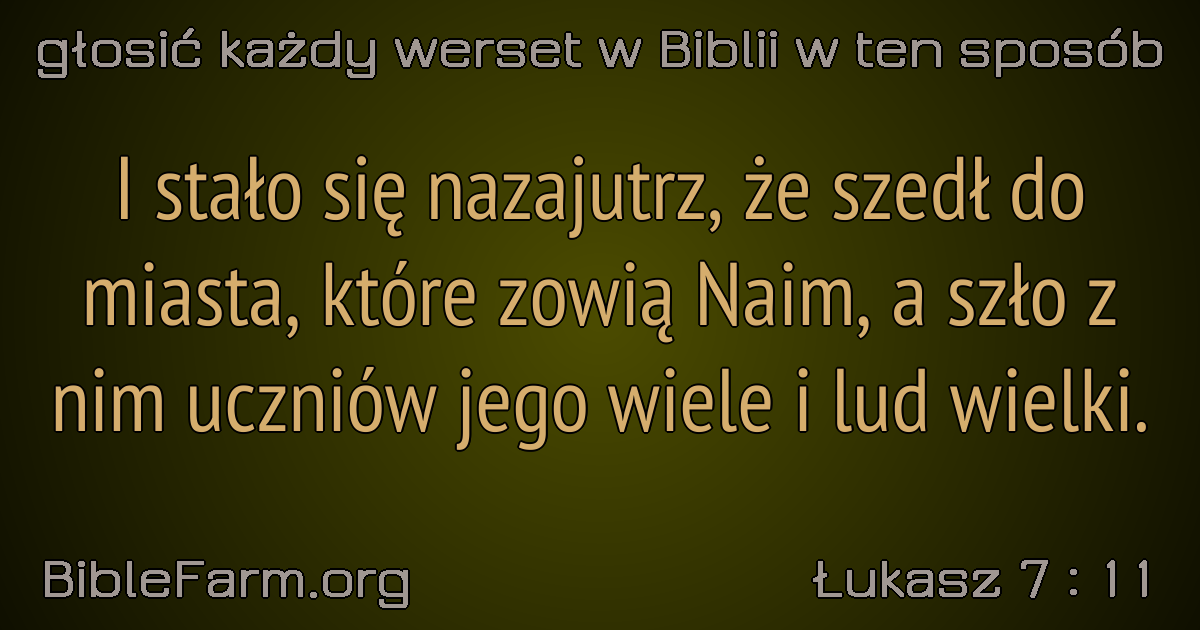 głosić każdy werset w Biblii w ten sposób
I stało się nazajutrz, że szedł do
miasta, które zowią Naim, a szło z
nim uczniów jego wiele i lud wielki.
BibleFarm.org
Łukasz 7 : 11